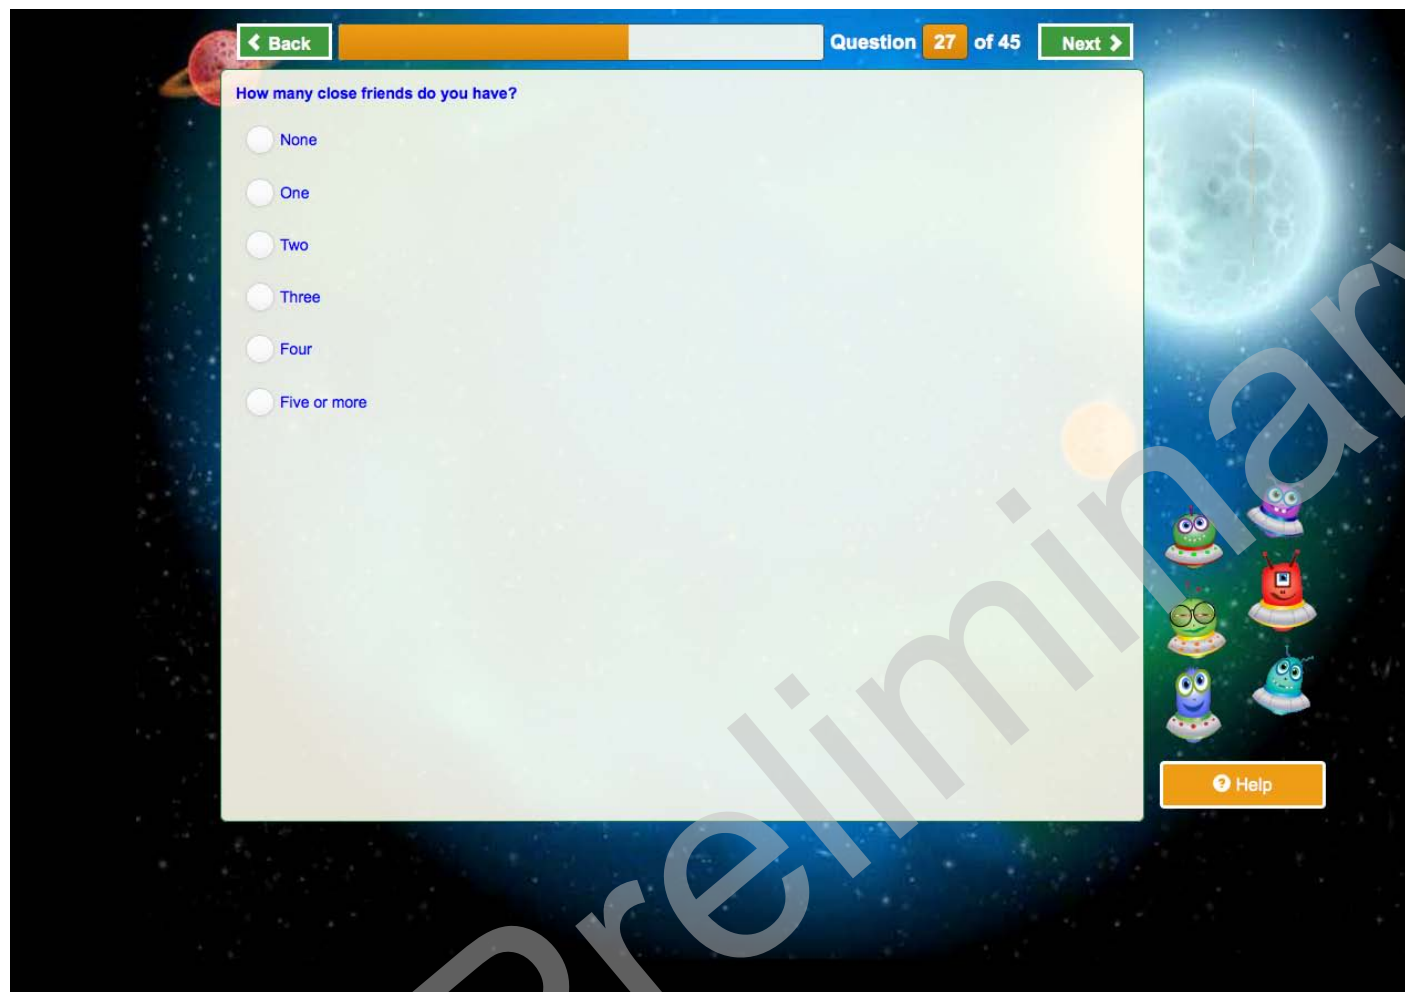 Back
Question 27 of 45
Next
How many close friends do you have?
None
One
Two
Three
Four
Five or more
? Help
Preliminary